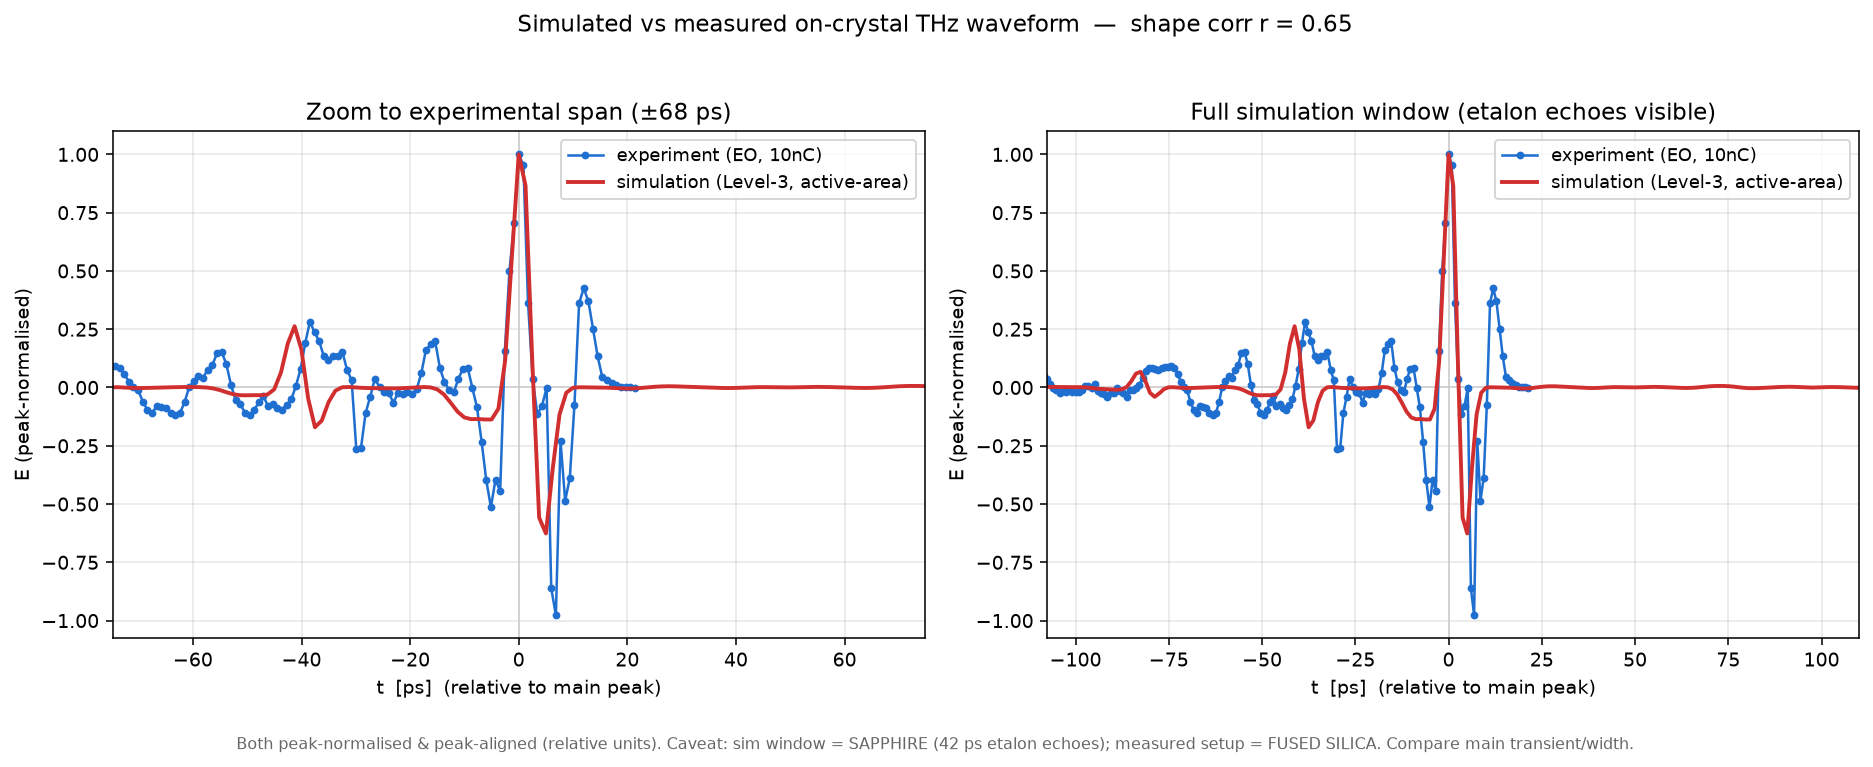 Simulated vs measured on-crystal THz waveform — shape corr r = 0.65
Zoom to experimental span (±68 ps)
experiment (EO, 10nC)
simulation (Level-3, active-area)
1.00
0.75
0.50
0.25
0.00
−0.25
−0.50
−0.75
−1.00
E (peak-normalised)
−60 −40 −20 0 20 40 60
t [ps] (relative to main peak)
Full simulation window (etalon echoes visible)
experiment (EO, 10nC)
simulation (Level-3, active-area)
1.00
0.75
0.50
0.25
0.00
−0.25
−0.50
−0.75
−1.00
E (peak-normalised)
−100 −75 −50 −25 0 25 50 75 100
t [ps] (relative to main peak)
Both peak-normalised & peak-aligned (relative units). Caveat: sim window = SAPPHIRE (42 ps etalon echoes); measured setup = FUSED SILICA. Compare main transient/width.